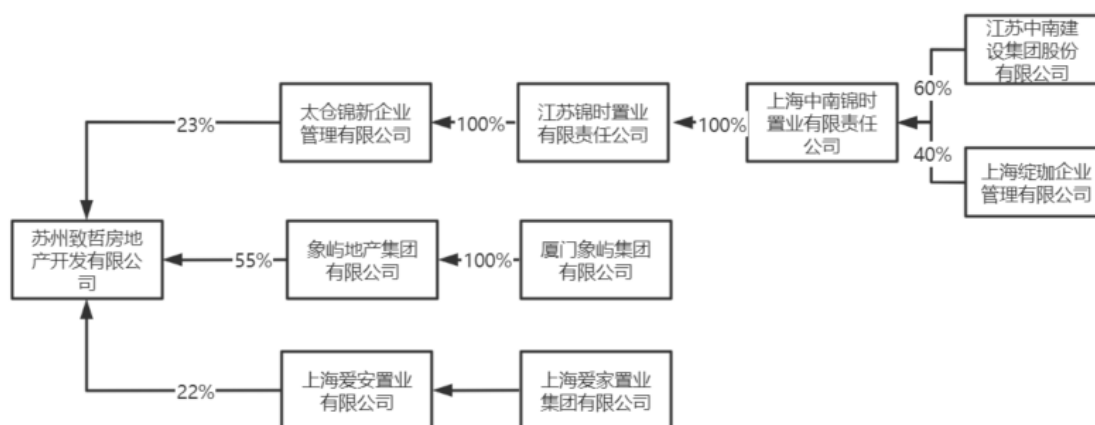 江苏中南建
设集团股份
有限公司
60%
太仓锦新企业
管理有限公司
江苏锦时置业
有限责任公司
上海中南锦时
置业有限责任
公司
23%
100%
100%
40%
上海绽珈企业
管理有限公司
苏州致哲房地
产开发有限公
司
55%
象屿地产集团
有限公司
100%
厦门象屿集团
有限公司
22%
上海爱安置业
有限公司
上海爱家置业
集团有限公司